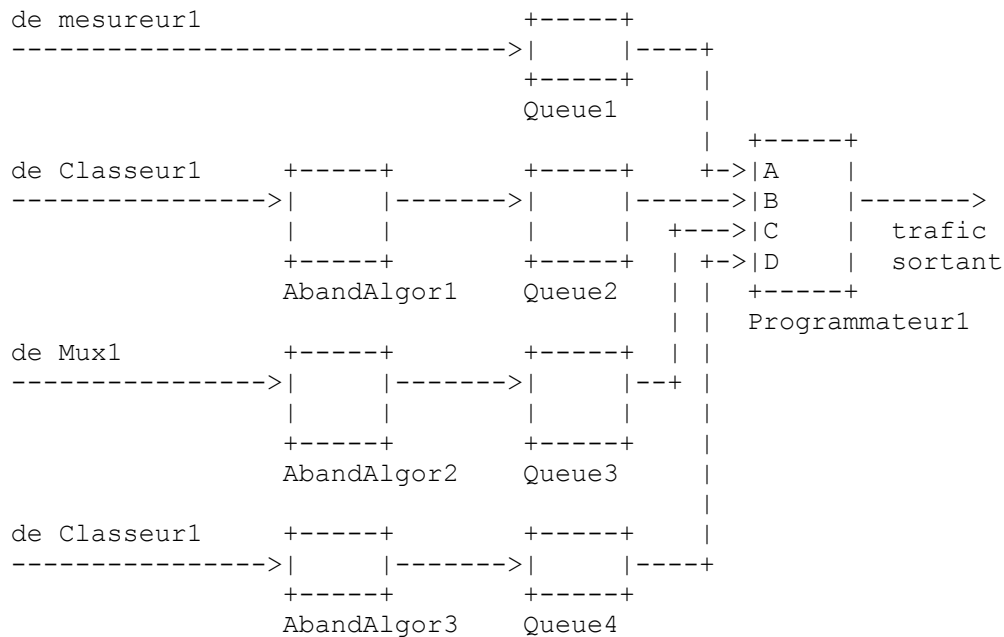 de mesureur1                   +-----+
------------------------------>|     |----+
                               +-----+    |
                               Queue1     |
                                          |  +-----+
de Classeur1     +-----+       +-----+    +->|A    |
---------------->|     |------>|     |------>|B    |------->
                 |     |       |     |  +--->|C    |  trafic
                 +-----+       +-----+  | +->|D    |  sortant
                 AbandAlgor1   Queue2   | |  +-----+
                                        | |  Programmateur1
de Mux1          +-----+       +-----+  | |
---------------->|     |------>|     |--+ |
                 |     |       |     |    |
                 +-----+       +-----+    |
                 AbandAlgor2   Queue3     |
                                          |
de Classeur1     +-----+       +-----+    |
---------------->|     |------>|     |----+
                 +-----+       +-----+
                 AbandAlgor3   Queue4